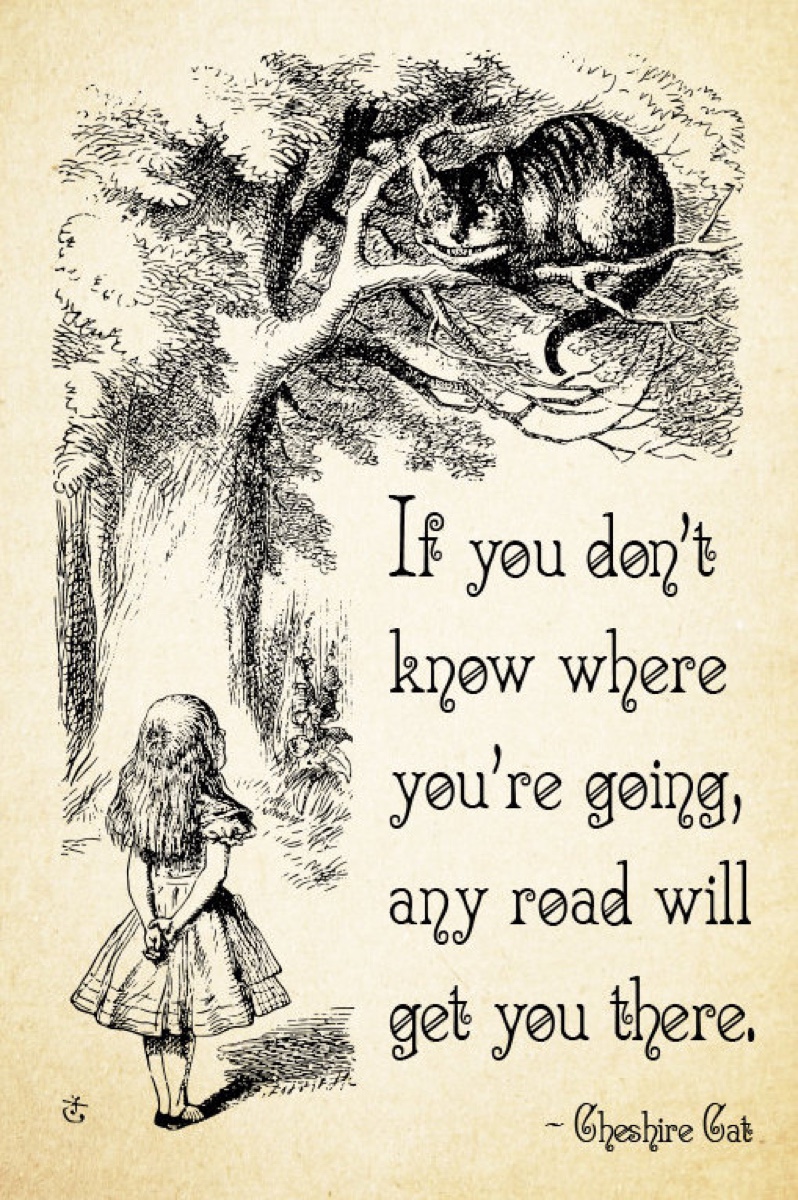 If you don't
know where
you're going,
any road will
get you there.
~ Cheshire Cat